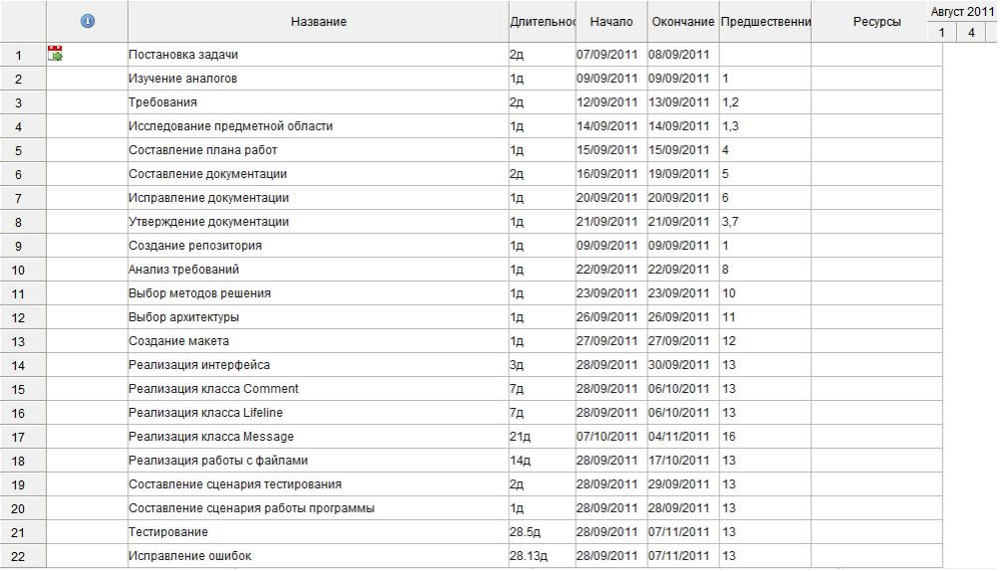 Название Длительнос Начало Окончание Предшественни Ресурсы Август 2011
1 4
1 Постановка задачи 2д 07/09/2011 08/09/2011
2 Изучение аналогов 1д 09/09/2011 09/09/2011 1
3 Требования 2д 12/09/2011 13/09/2011 1,2
4 Исследование предметной области 1д 14/09/2011 14/09/2011 1,3
5 Составление плана работ 1д 15/09/2011 15/09/2011 4
6 Составление документации 2д 16/09/2011 19/09/2011 5
7 Исправление документации 1д 20/09/2011 20/09/2011 6
8 Утверждение документации 1д 21/09/2011 21/09/2011 3,7
9 Создание репозитория 1д 09/09/2011 09/09/2011 1
10 Анализ требований 1д 22/09/2011 22/09/2011 8
11 Выбор методов решения 1д 23/09/2011 23/09/2011 10
12 Выбор архитектуры 1д 26/09/2011 26/09/2011 11
13 Создание макета 1д 27/09/2011 27/09/2011 12
14 Реализация интерфейса 3д 28/09/2011 30/09/2011 13
15 Реализация класса Comment 7д 28/09/2011 06/10/2011 13
16 Реализация класса Lifeline 7д 28/09/2011 06/10/2011 13
17 Реализация класса Message 21д 07/10/2011 04/11/2011 16
18 Реализация работы с файлами 14д 28/09/2011 17/10/2011 13
19 Составление сценария тестирования 2д 28/09/2011 29/09/2011 13
20 Составление сценария работы программы 1д 28/09/2011 28/09/2011 13
21 Тестирование 28.5д 28/09/2011 07/11/2011 13
22 Исправление ошибок 28.13д 28/09/2011 07/11/2011 13